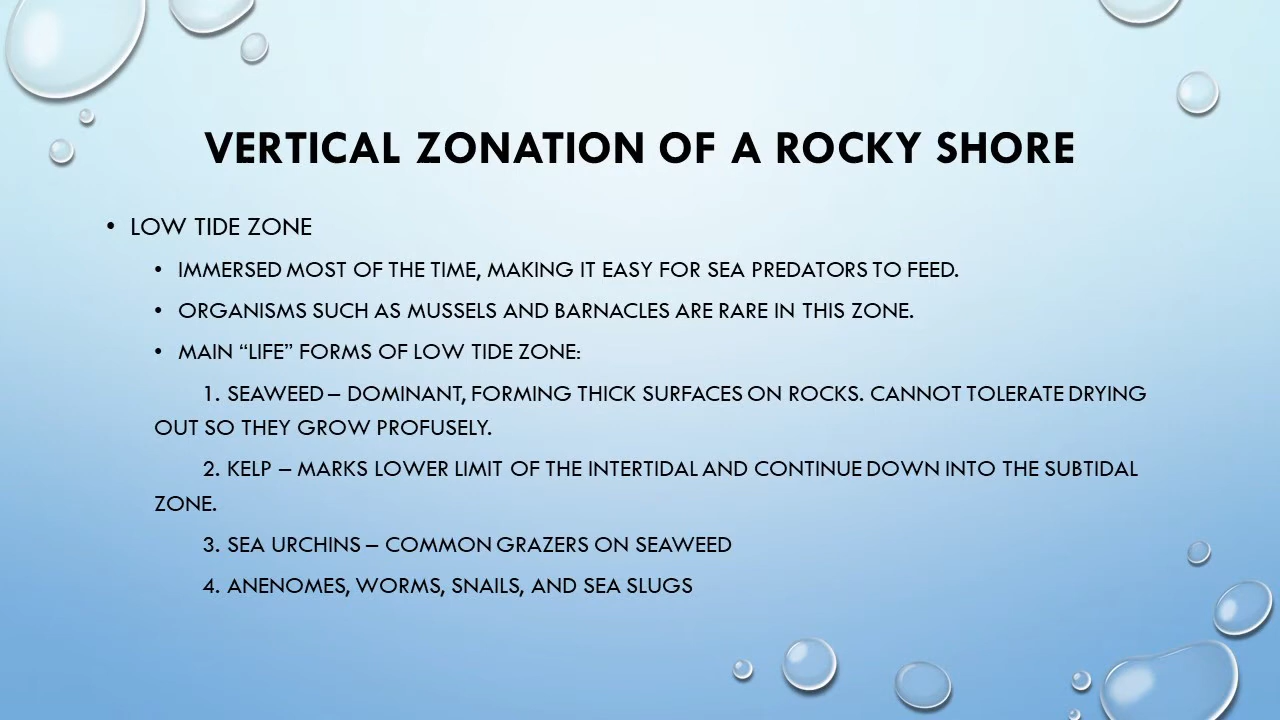 VERTICAL ZONATION OF A ROCKY SHORE
• LOW TIDE ZONE
• IMMERSED MOST OF THE TIME, MAKING IT EASY FOR SEA PREDATORS TO FEED.
• ORGANISMS SUCH AS MUSSELS AND BARNACLES ARE RARE IN THIS ZONE.
• MAIN “LIFE” FORMS OF LOW TIDE ZONE:
1. SEAWEED – DOMINANT, FORMING THICK SURFACES ON ROCKS. CANNOT TOLERATE DRYING
OUT SO THEY GROW PROFUSELY.
2. KELP – MARKS LOWER LIMIT OF THE INTERTIDAL AND CONTINUE DOWN INTO THE SUBTIDAL
ZONE.
3. SEA URCHINS – COMMON GRAZERS ON SEAWEED
4. ANENOMES, WORMS, SNAILS, AND SEA SLUGS